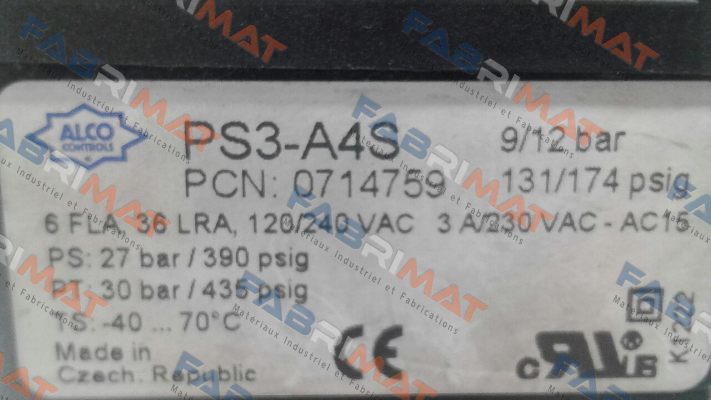 ALCO
CONTROLS
PS3-A4S 9/12 bar
PCN: 0714759 131/174 psig
6 FLA, 36 LRA, 120/240 VAC 3 A/230 VAC - AC15
PS: 27 bar / 390 psig
PT: 30 bar / 435 psig
TS: -40 ... 70°C
Made in
Czech. Republic
CE
c US
FABRIMAT
Materiaux Industriel et Fabrications